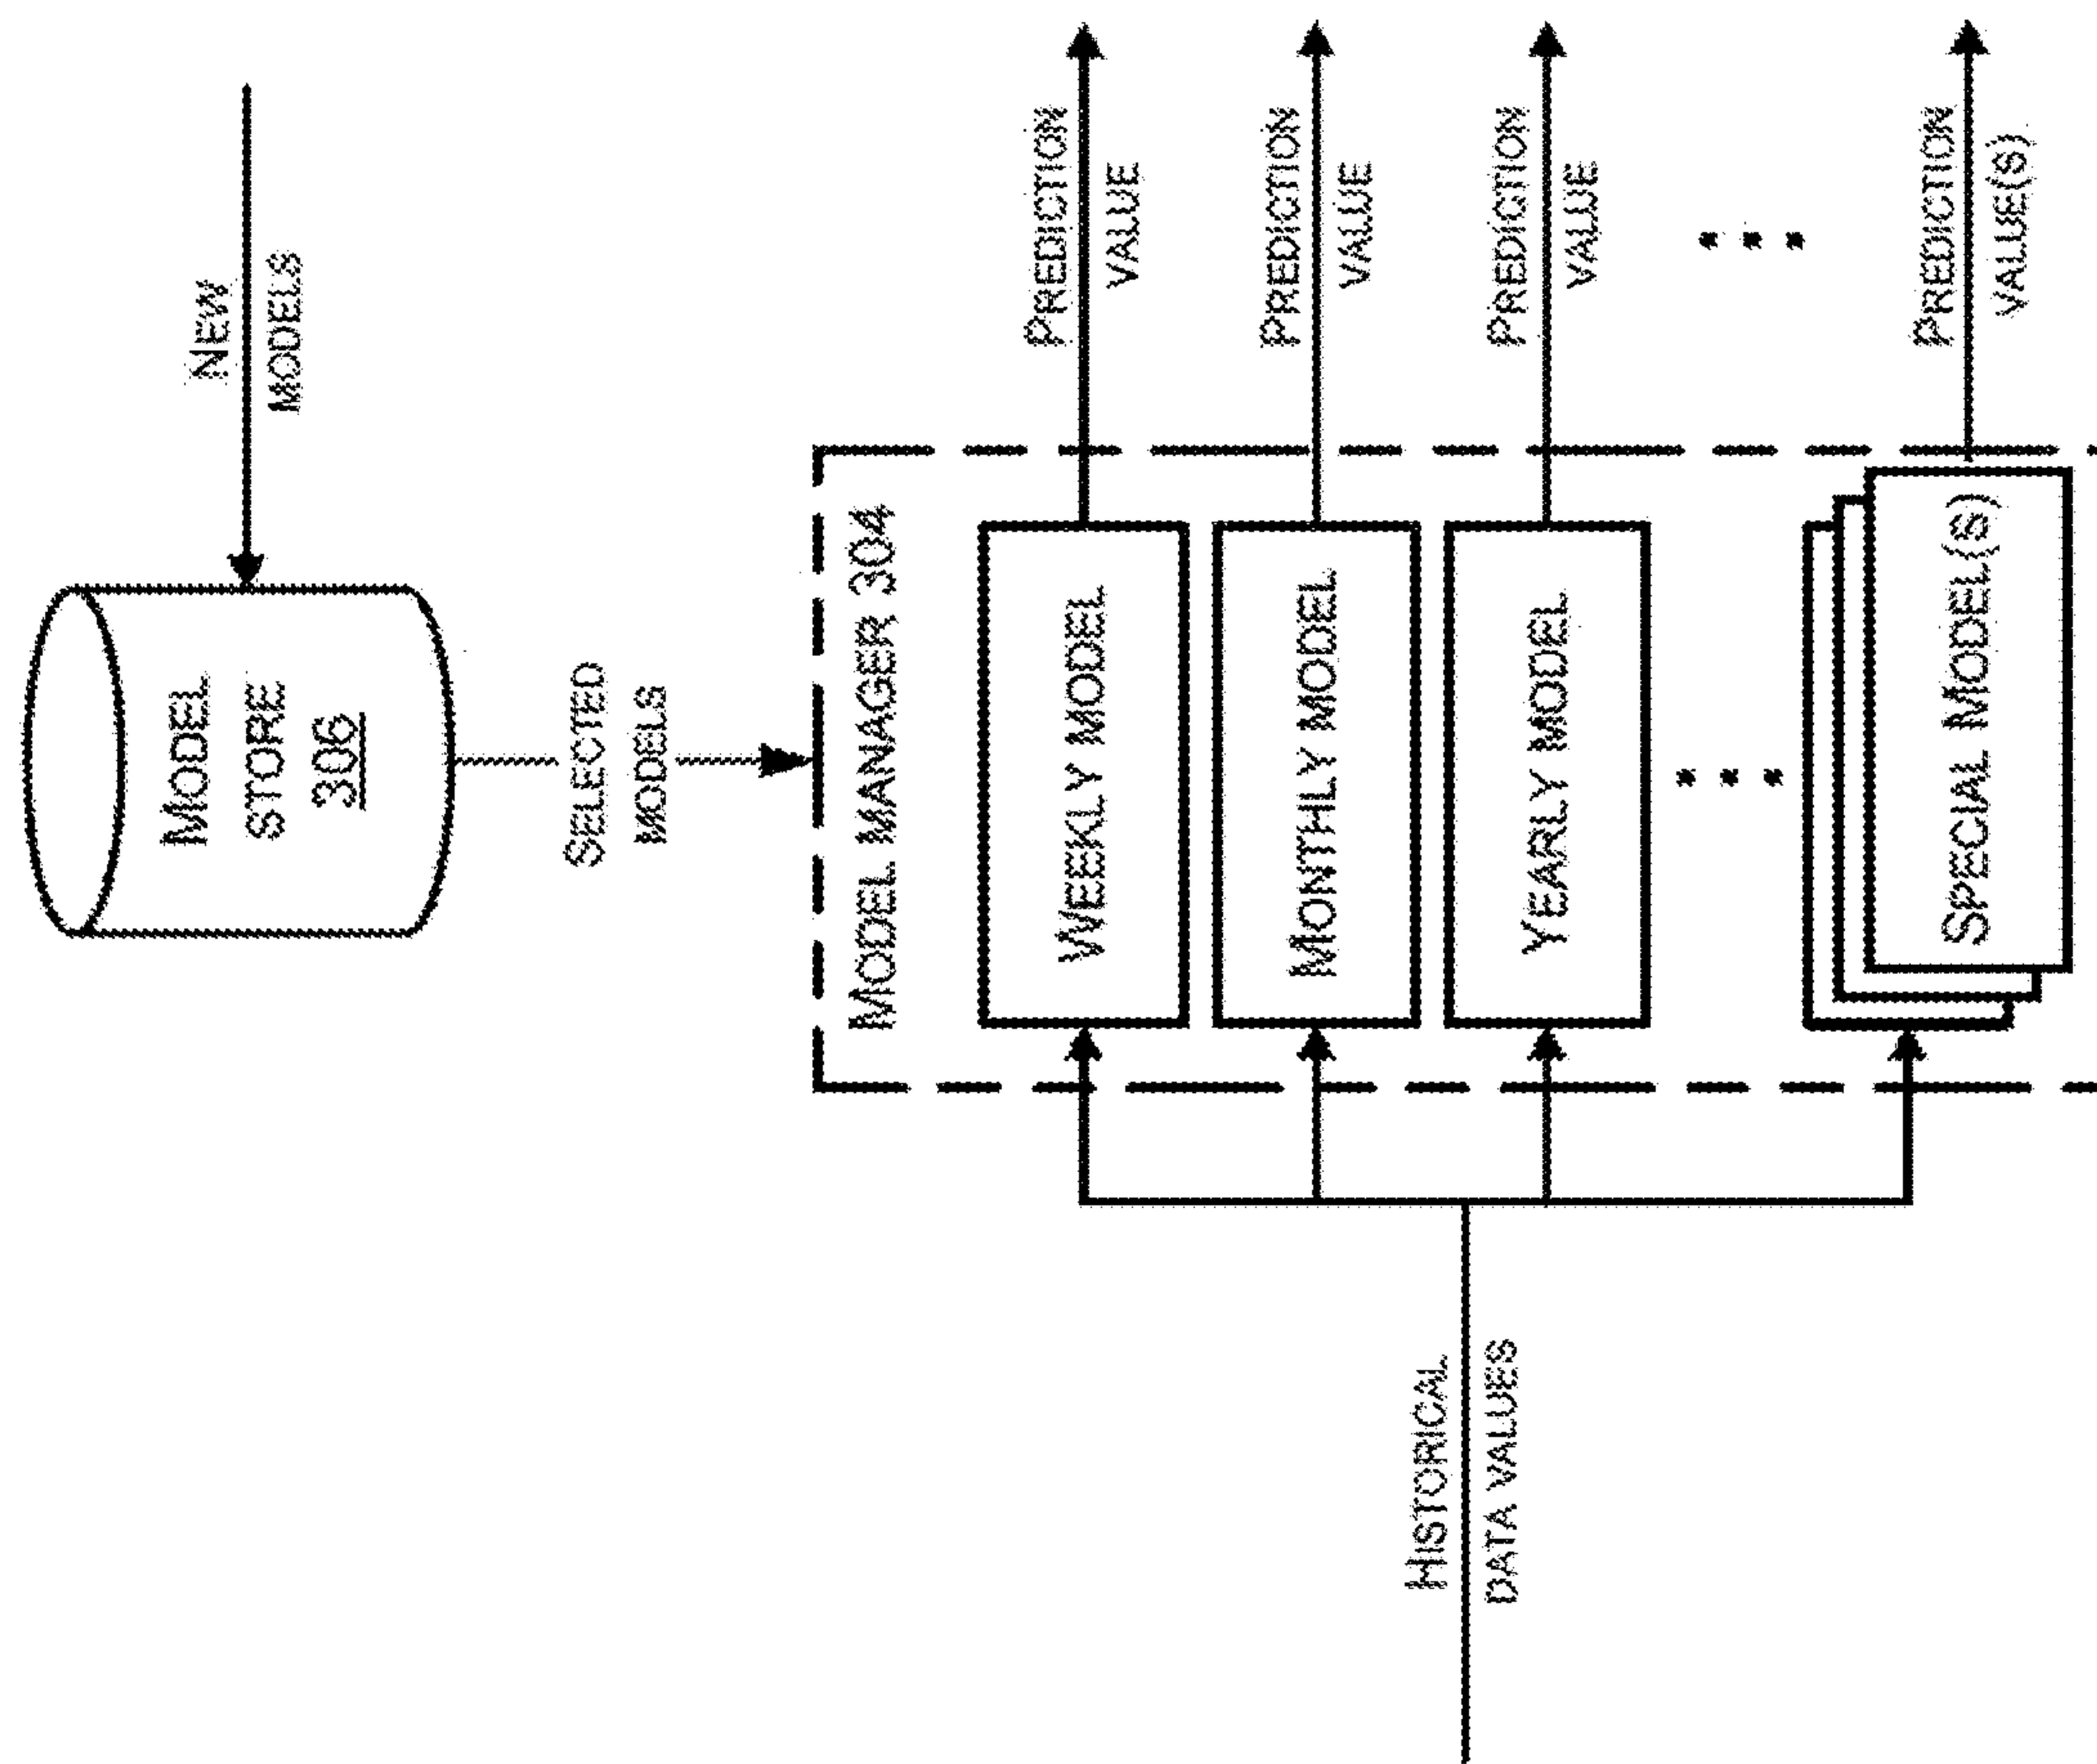 MODEL
STORE
306
NEW
MODELS
SELECTED
MODELS
MODEL MANAGER 304
WEEKLY MODEL
PREDICTION
VALUE
MONTHLY MODEL
PREDICTION
VALUE
HISTORICAL
DATA VALUES
YEARLY MODEL
PREDICTION
VALUE
SPECIAL MODEL(S)
PREDICTION
VALUE(S)